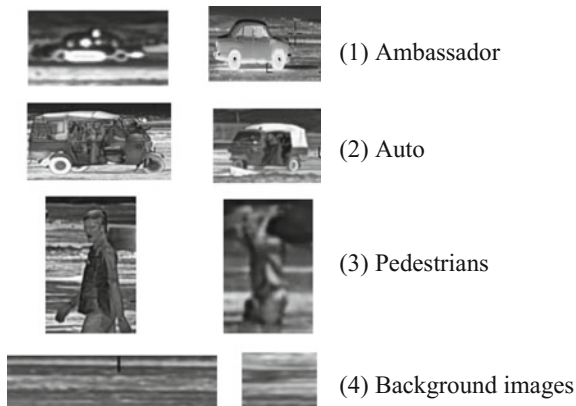 (1) Ambassador
(2) Auto
(3) Pedestrians
(4) Background images